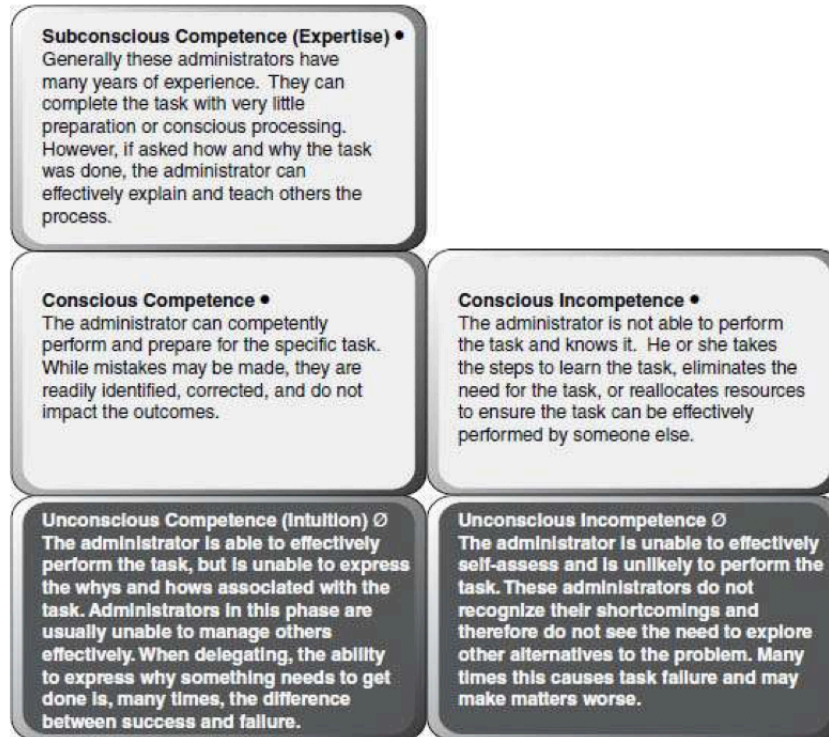 Subconscious Competence (Expertise) •
Generally these administrators have
many years of experience. They can
complete the task with very little
preparation or conscious processing.
However, if asked how and why the task
was done, the administrator can
effectively explain and teach others the
process.
Conscious Competence •
The administrator can competently
perform and prepare for the specific task.
While mistakes may be made, they are
readily identified, corrected, and do not
impact the outcomes.
Conscious Incompetence •
The administrator is not able to perform
the task and knows it. He or she takes
the steps to learn the task, eliminates the
need for the task, or reallocates resources
to ensure the task can be effectively
performed by someone else.
Unconscious Competence (Intuition) Ø
The administrator is able to effectively
perform the task, but is unable to express
the whys and hows associated with the
task. Administrators in this phase are
usually unable to manage others
effectively. When delegating, the ability
to express why something needs to get
done is, many times, the difference
between success and failure.
Unconscious Incompetence Ø
The administrator is unable to effectively
self-assess and is unlikely to perform the
task. These administrators do not
recognize their shortcomings and
therefore do not see the need to explore
other alternatives to the problem. Many
times this causes task failure and may
make matters worse.